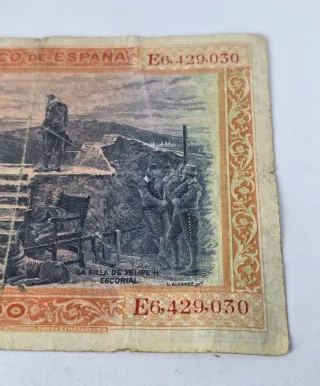 CO DE ESPAÑA E6,429,030
LA SILLA DE FELIPE II
ESCORIAL.
L. ALVAREZ
E6,429,030